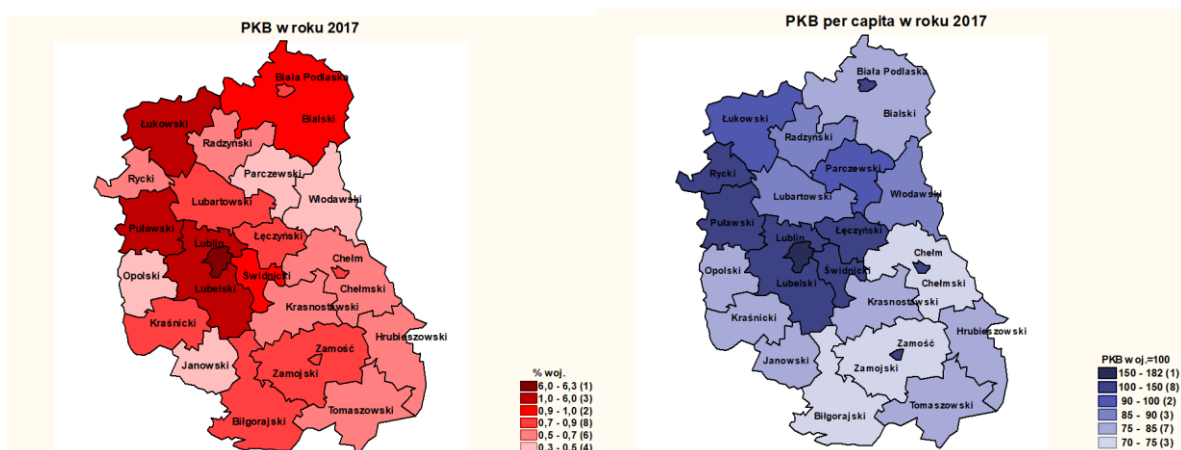 PKB w roku 2017
Biała Podlaska
Bialski
Łukowski
Radzyński
Parczewski
Rycki
Włodawski
Lubartowski
Puławski
Łęczyński
Lublin
Chełm
Opolski
Świdnicki
Lubelski
Chełmski
Krasnostawski
Kraśnicki
Hrubieszowski
Zamość
Janowski
Zamojski
Tomaszowski
Biłgorajski
% woj.
6,0 - 6,3 (1)
1,0 - 6,0 (3)
0,9 - 1,0 (2)
0,7 - 0,9 (8)
0,5 - 0,7 (6)
0,3 - 0,5 (4)
PKB per capita w roku 2017
Biała Podlaska
Bialski
Łukowski
Radzyński
Parczewski
Rycki
Włodawski
Lubartowski
Puławski
Łęczyński
Lublin
Chełm
Opolski
Świdnicki
Lubelski
Chełmski
Krasnostawski
Kraśnicki
Hrubieszowski
Zamość
Janowski
Zamojski
Tomaszowski
Biłgorajski
PKB woj.=100
150 - 182 (1)
100 - 150 (8)
90 - 100 (2)
85 - 90 (3)
75 - 85 (7)
70 - 75 (3)